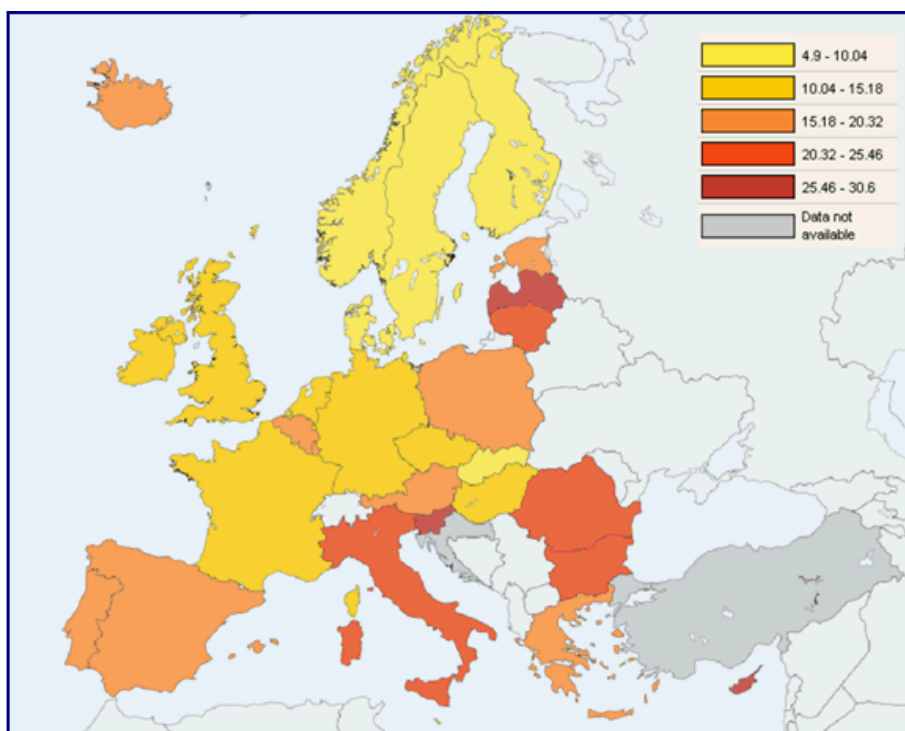 4.9 - 10.04
10.04 - 15.18
15.18 - 20.32
20.32 - 25.46
25.46 - 30.6
Data not
available